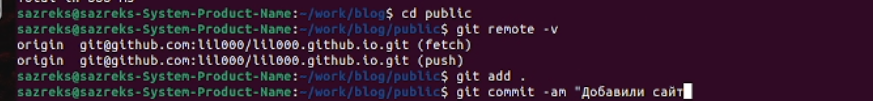 sazreks@sazreks-System-Product-Name:~/work/blog$ cd public
sazreks@sazreks-System-Product-Name:~/work/blog/public$ git remote -v
origin  git@github.com:lil000/lil000.github.io.git (fetch)
origin  git@github.com:lil000/lil000.github.io.git (push)
sazreks@sazreks-System-Product-Name:~/work/blog/public$ git add .
sazreks@sazreks-System-Product-Name:~/work/blog/public$ git commit -am "Добавили сайт